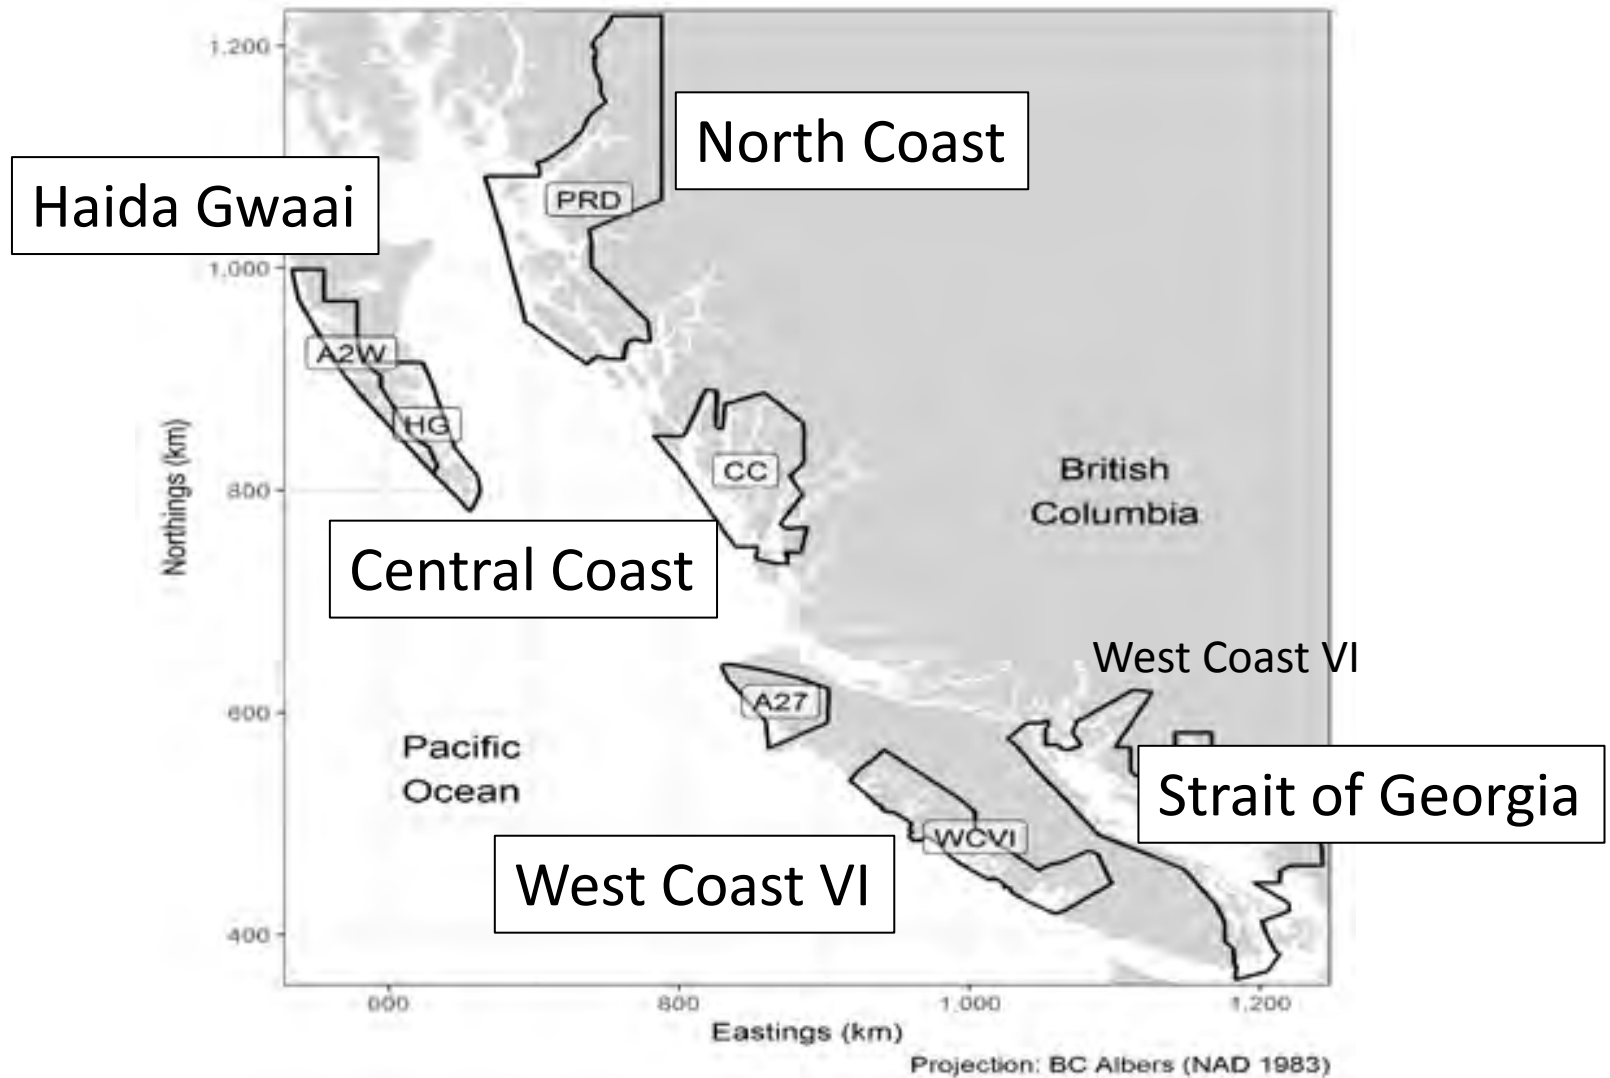 1,200
North Coast
Haida Gwaai
PRD
1,000
A2W
HG
CC
British
Columbia
800
Northings (km)
Central Coast
West Coast VI
A27
600
Pacific
Ocean
Strait of Georgia
WCVI
West Coast VI
400
600
800
1,000
1,200
Eastings (km)
Projection: BC Albers (NAD 1983)